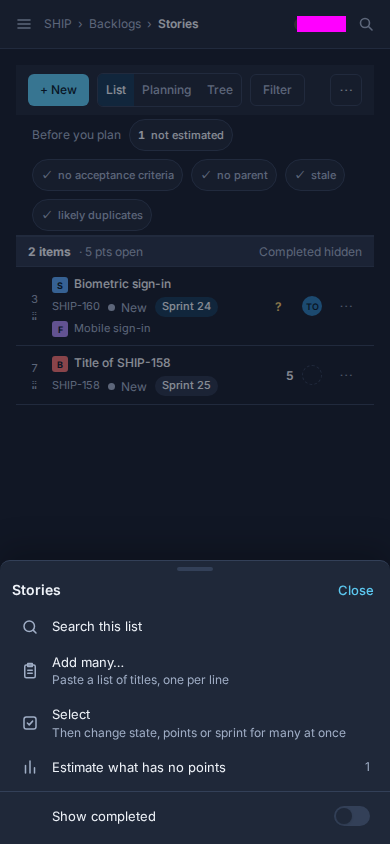 SHIP › Backlogs › Stories
+ New List Planning Tree Filter ...
Before you plan 1 not estimated
✓ no acceptance criteria ✓ no parent ✓ stale
✓ likely duplicates
2 items · 5 pts open Completed hidden
3 S Biometric sign-in
SHIP-160 New Sprint 24 ? TO ...
F Mobile sign-in
7 B Title of SHIP-158
SHIP-158 New Sprint 25 5 ...
Stories Close
Search this list
Add many...
Paste a list of titles, one per line
Select
Then change state, points or sprint for many at once
Estimate what has no points 1
Show completed